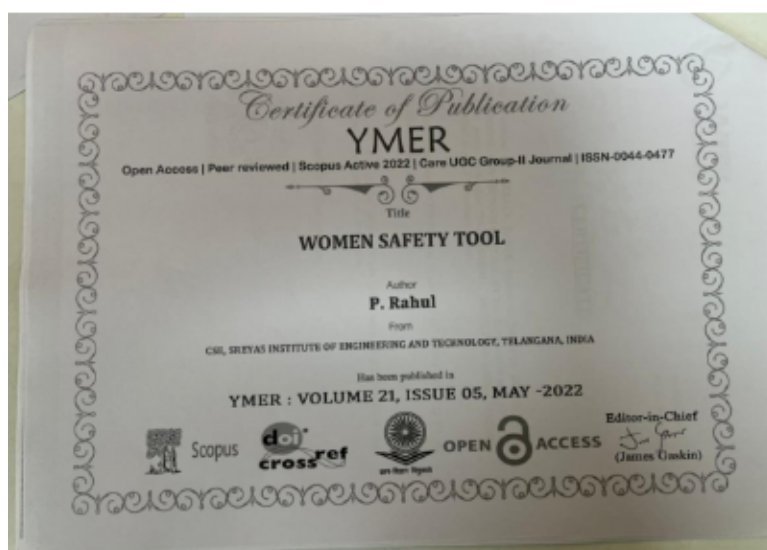 Certificate of Publication
YMER
Open Access | Peer reviewed | Scopus Active 2022 | Care UGC Group-II Journal | ISSN-0044-0477
Title
WOMEN SAFETY TOOL
Author
P. Rahul
From
CSE, SREYAS INSTITUTE OF ENGINEERING AND TECHNOLOGY, TELANGANA, INDIA
Has been published in
YMER : VOLUME 21, ISSUE 05, MAY -2022
Scopus
doi
crossref
OPEN ACCESS
Editor-in-Chief
(James Gaskin)